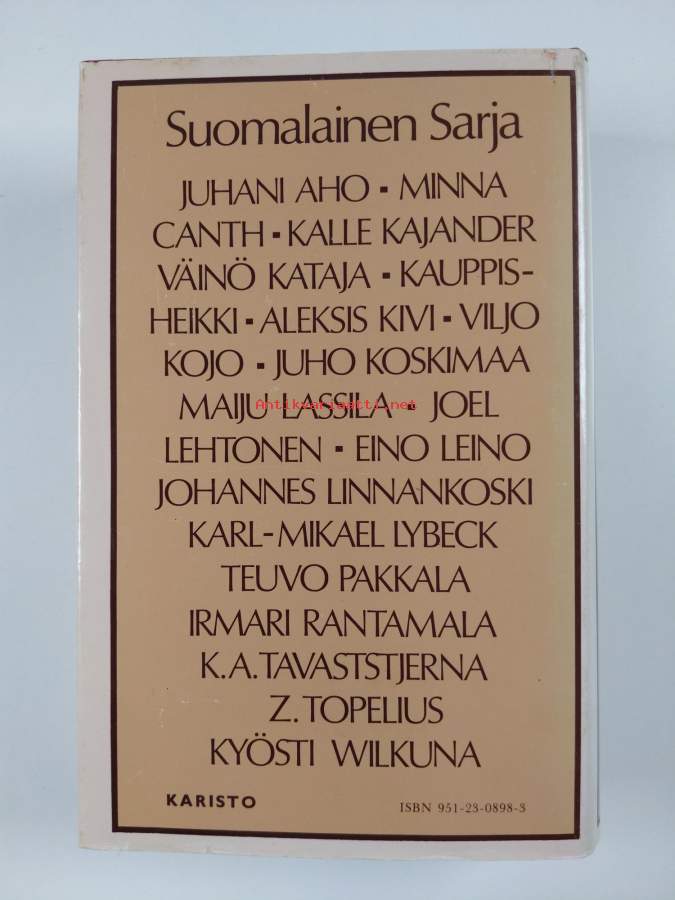 Suomalainen Sarja
JUHANI AHO ▪ MINNA
CANTH ▪ KALLE KAJANDER
VÄINÖ KATAJA ▪ KAUPPIS-
HEIKKI ▪ ALEKSIS KIVI ▪ VILJO
KOJO ▪ JUHO KOSKIMAA
MAIJU LASSILA ▪ JOEL
Antikvariaatti.net
LEHTONEN ▪ EINO LEINO
JOHANNES LINNANKOSKI
KARL-MIKAEL LYBECK
TEUVO PAKKALA
IRMARI RANTAMALA
K.A. TAVASTSTJERNA
Z. TOPELIUS
KYÖSTI WILKUNA
KARISTO
ISBN 951-23-0898-3